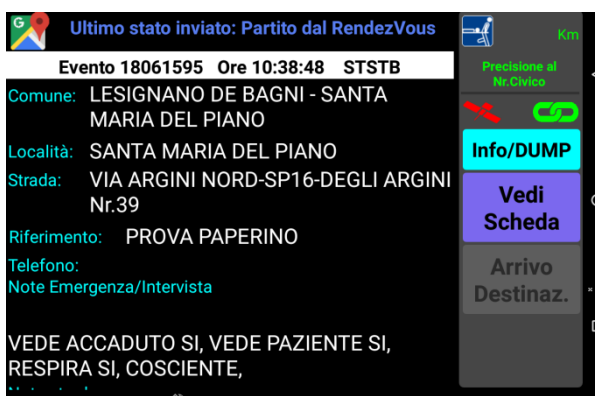 G
Ultimo stato inviato: Partito dal RendezVous
Km
Evento 18061595 Ore 10:38:48 STSTB
Precisione al
Nr.Civico
Comune: LESIGNANO DE BAGNI - SANTA
MARIA DEL PIANO
Località: SANTA MARIA DEL PIANO
Strada: VIA ARGINI NORD-SP16-DEGLI ARGINI
Nr.39
Riferimento: PROVA PAPERINO
Telefono:
Note Emergenza/Intervista
VEDE ACCADUTO SI, VEDE PAZIENTE SI,
RESPIRA SI, COSCIENTE,
Info/DUMP
Vedi
Scheda
Arrivo
Destinaz.